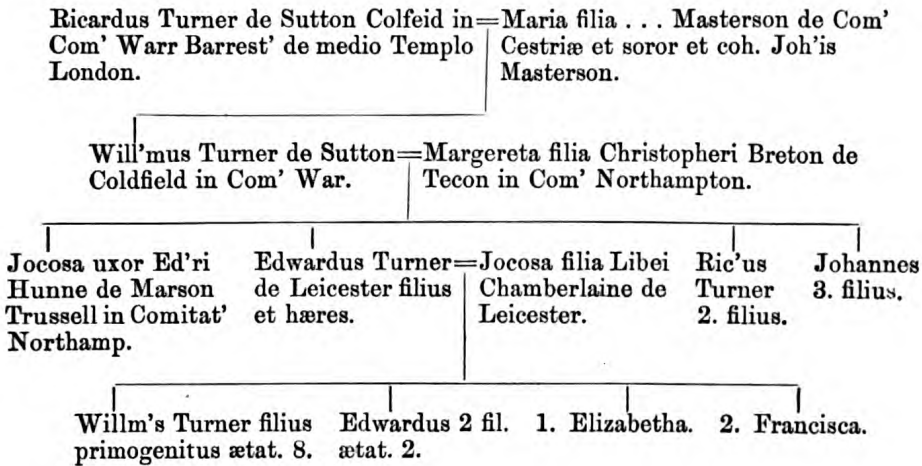 Ricardus Turner de Sutton Colfeid in=Maria filia . . . Masterson de Com'
Com' Warr Barrest' de medio Templo Cestriæ et soror et coh. Joh'is
London. Masterson.
Will'mus Turner de Sutton=Margereta filia Christopheri Breton de
Coldfield in Com' War. Tecon in Com' Northampton.
Jocosa uxor Ed'ri Edwardus Turner=Jocosa filia Libei Ric'us Johannes
Hunne de Marson de Leicester filius Chamberlaine de Turner 3. filius.
Trussell in Comitat' et hæres. Leicester. 2. filius.
Northamp.
Willm's Turner filius Edwardus 2 fil. 1. Elizabetha. 2. Francisca.
primogenitus ætat. 8. ætat. 2.